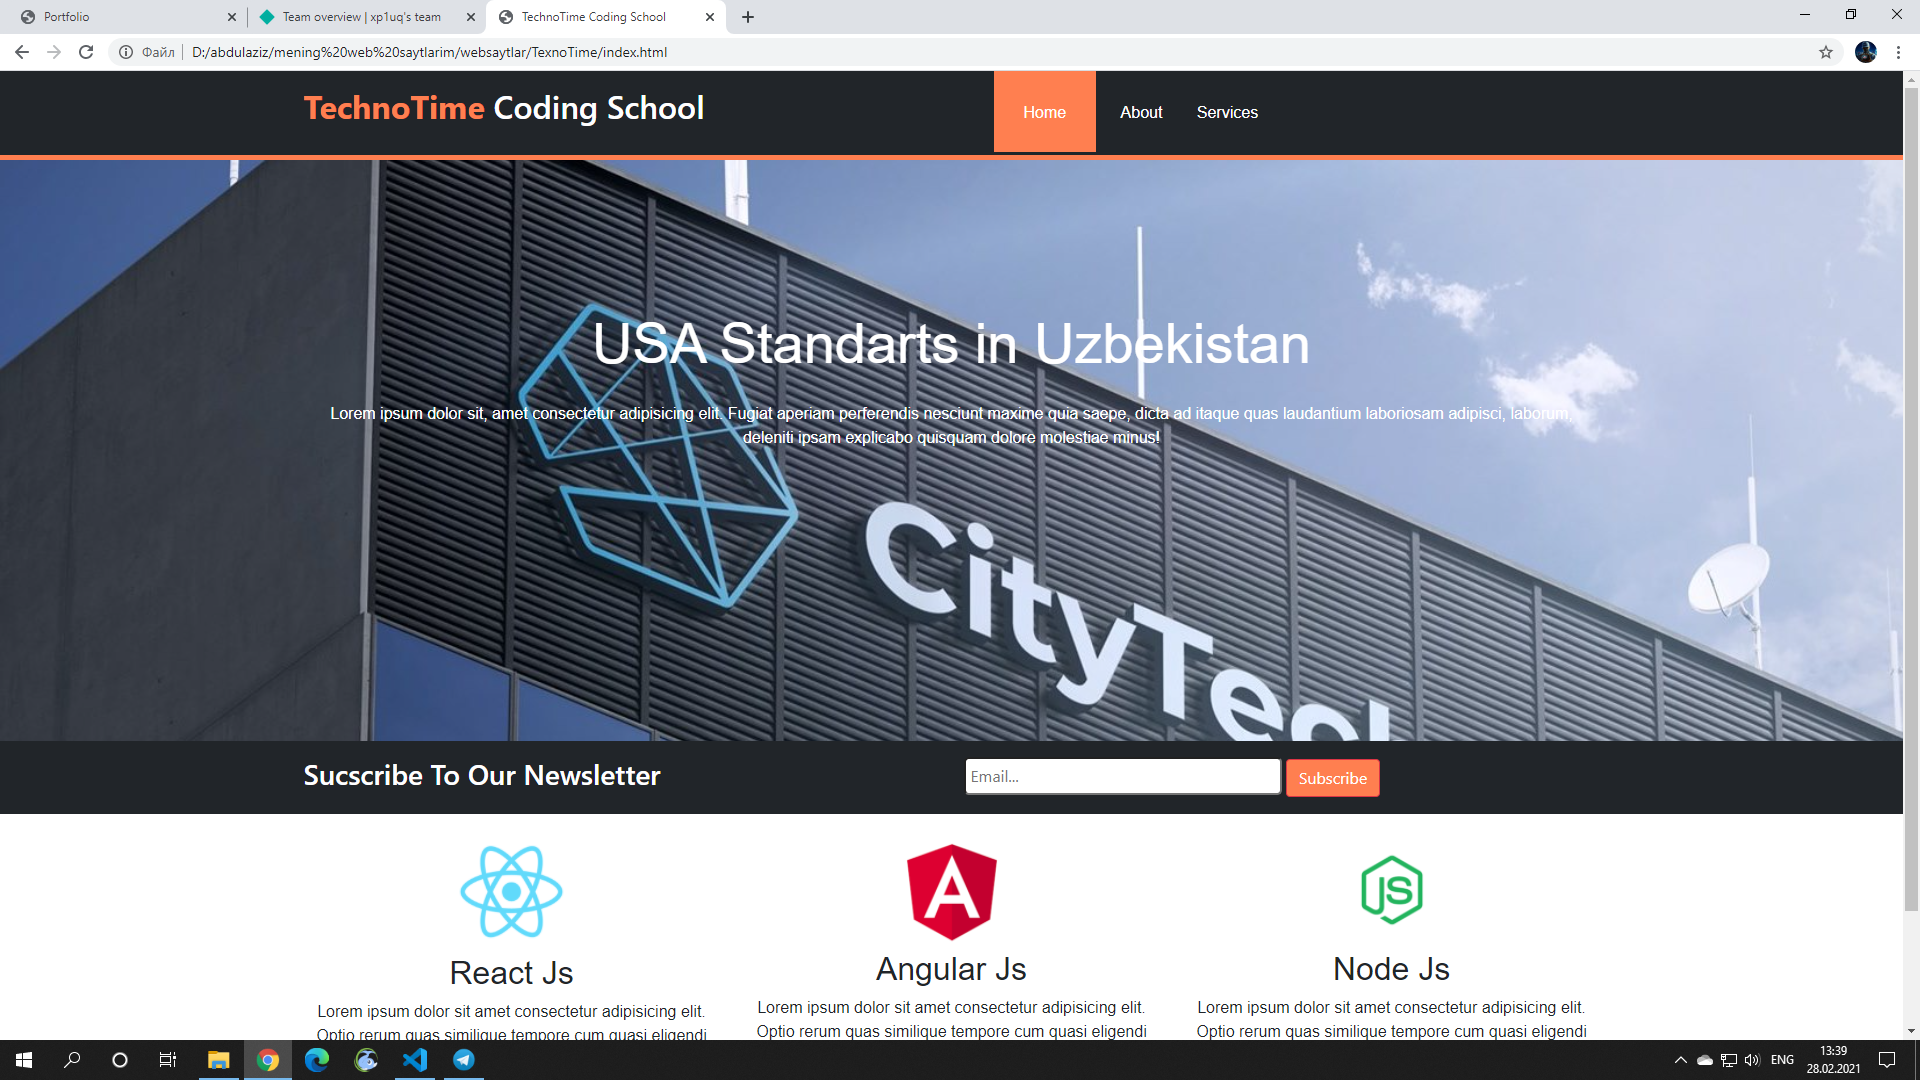 Portfolio
Team overview | xp1uq's team
TechnoTime Coding School
Файл
D:/abdulaziz/mening%20web%20saytlarim/websaytlar/TexnoTime/index.html
TechnoTime Coding School
Home
About
Services
USA Standarts in Uzbekistan
Lorem ipsum dolor sit, amet consectetur adipisicing elit. Fugiat aperiam perferendis nesciunt maxime quia saepe, dicta ad itaque quas laudantium laboriosam adipisci, laborum,
deleniti ipsam explicabo quisquam dolore molestiae minus!
CityTech
Sucscribe To Our Newsletter
Email...
Subscribe
JS
React Js
Angular Js
Node Js
Lorem ipsum dolor sit amet consectetur adipisicing elit.
Optio rerum quas similique tempore cum quasi eligendi
Lorem ipsum dolor sit amet consectetur adipisicing elit.
Optio rerum quas similique tempore cum quasi eligendi
Lorem ipsum dolor sit amet consectetur adipisicing elit.
Optio rerum quas similique tempore cum quasi eligendi
ENG
13:39
28.02.2021